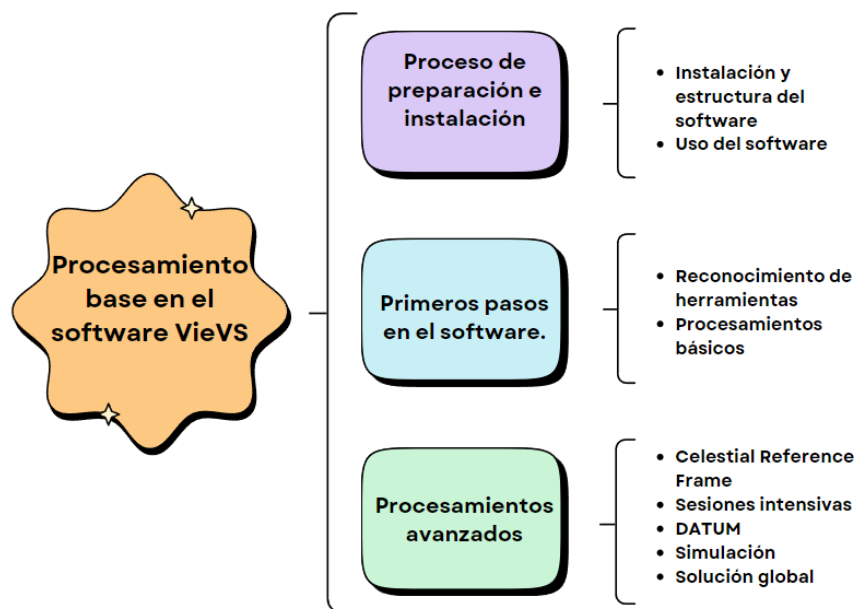 Procesamiento
base en el
software VieVS
Proceso de
preparación e
instalación
• Instalación y
estructura del
software
• Uso del software
Primeros pasos
en el software.
• Reconocimiento de
herramientas
• Procesamientos
básicos
Procesamientos
avanzados
• Celestial Reference
Frame
• Sesiones intensivas
• DATUM
• Simulación
• Solución global